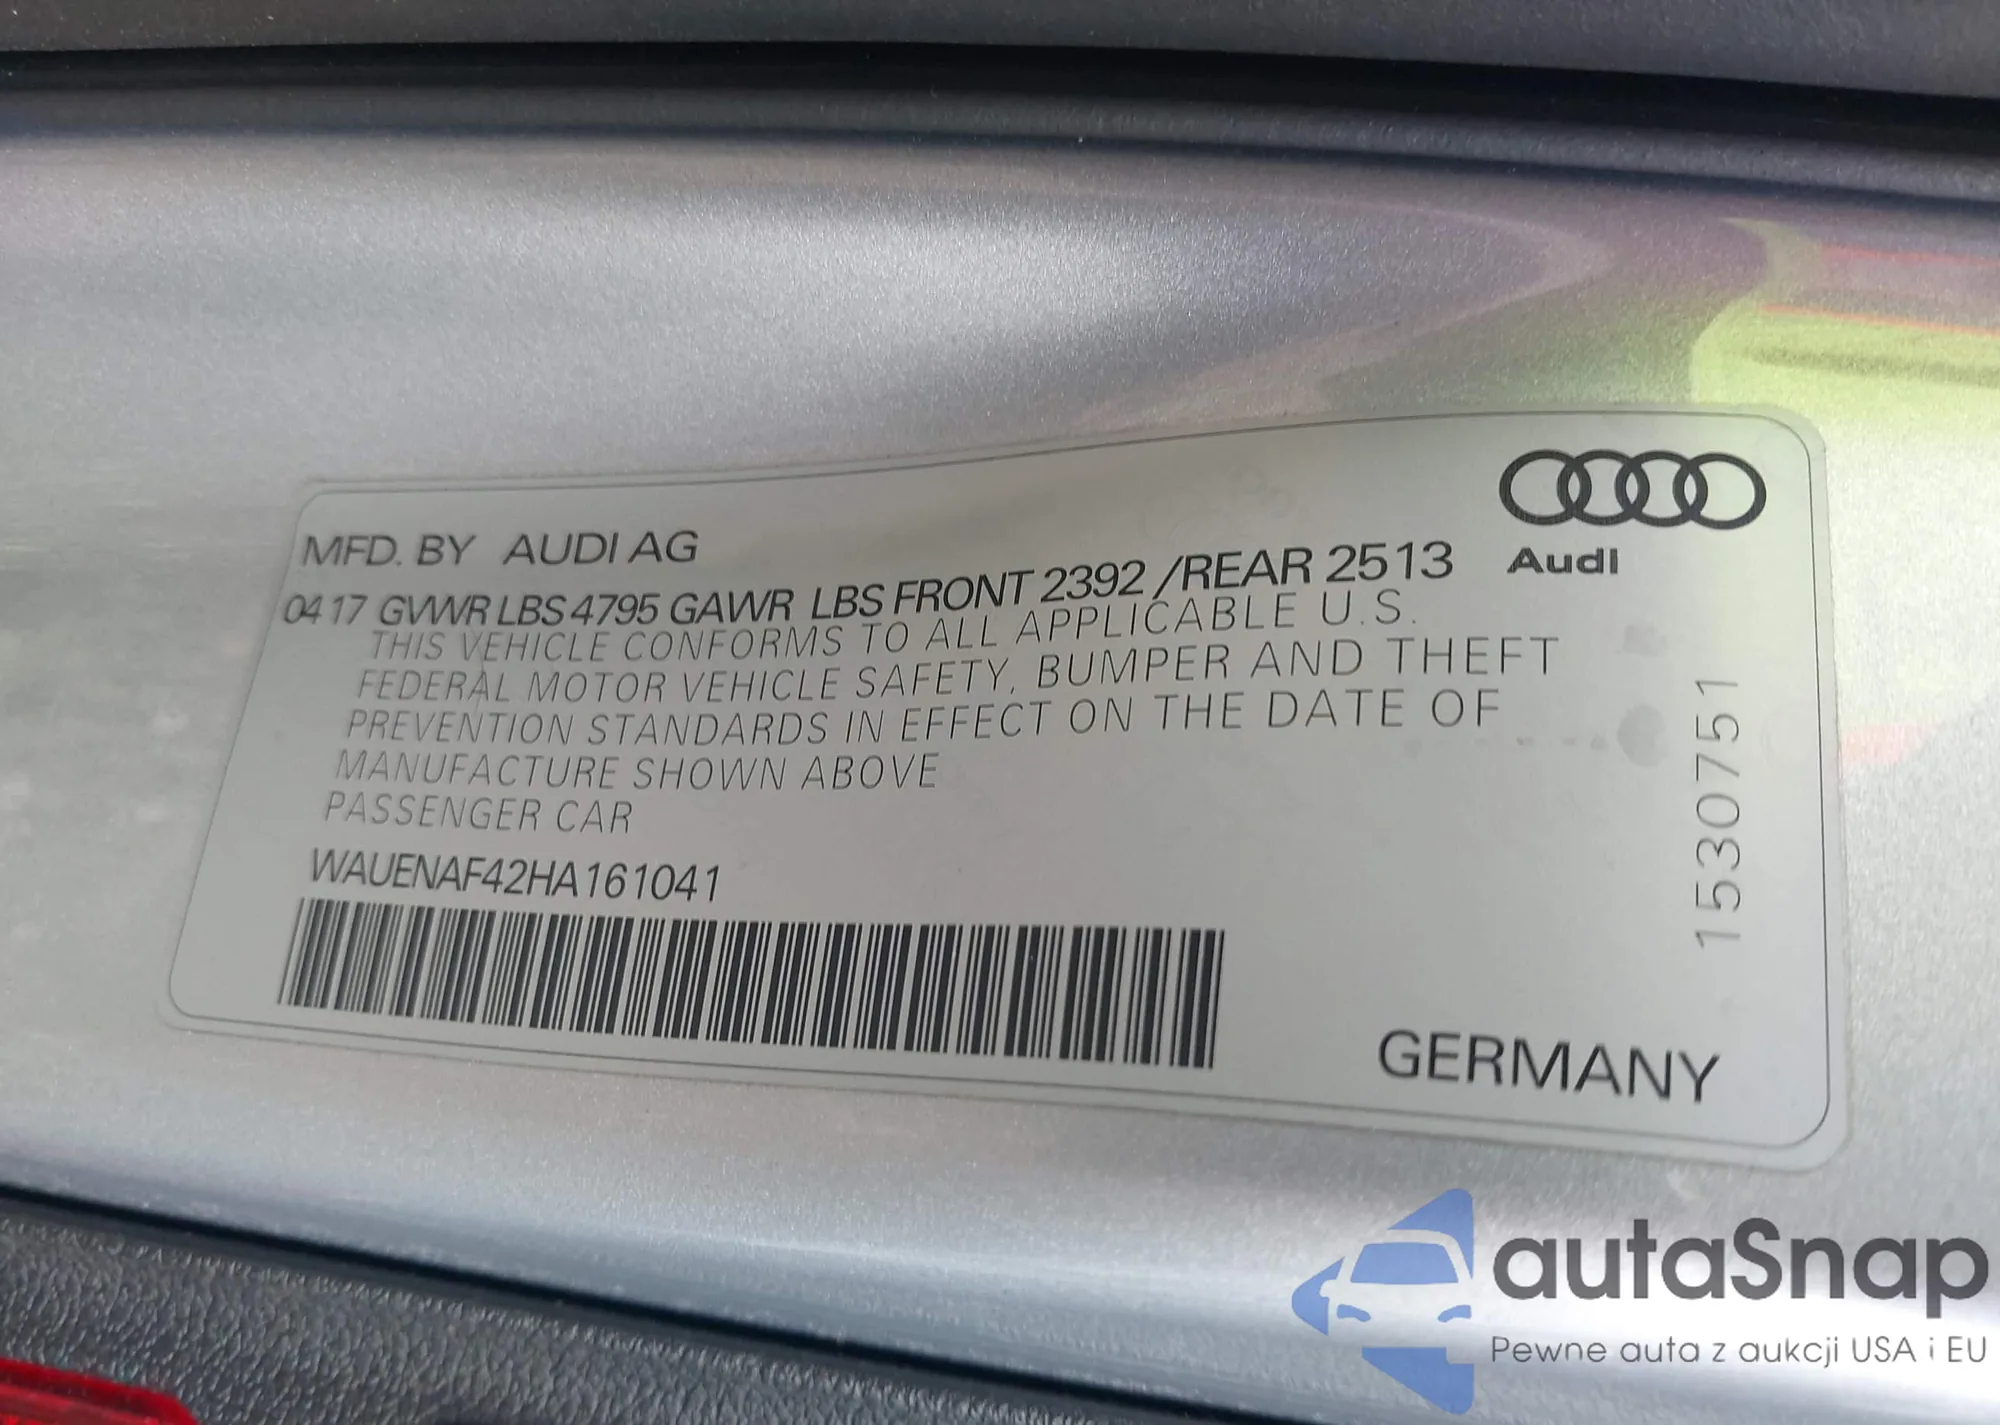 MFD. BY AUDI AG
04 17 GVWR LBS 4795 GAWR LBS FRONT 2392 /REAR 2513
Audi
THIS VEHICLE CONFORMS TO ALL APPLICABLE U.S.
FEDERAL MOTOR VEHICLE SAFETY, BUMPER AND THEFT
PREVENTION STANDARDS IN EFFECT ON THE DATE OF
MANUFACTURE SHOWN ABOVE
PASSENGER CAR
WAUENAF42HA161041
1530751
GERMANY
autaSnap
Pewne auta z aukcji USA i EU